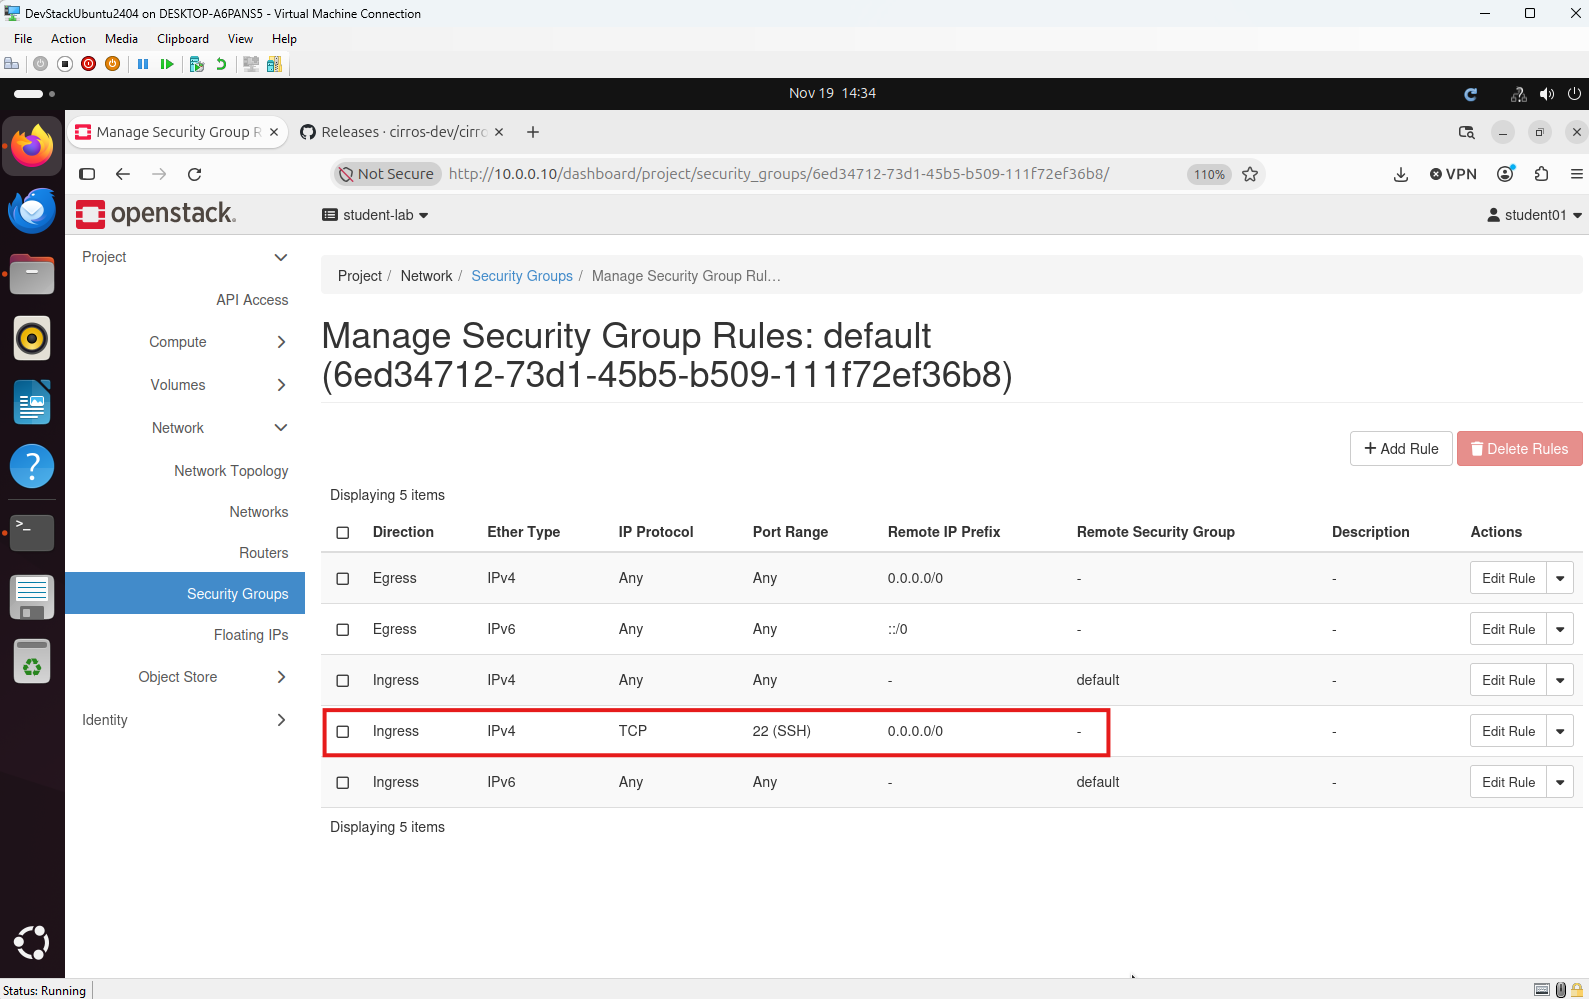 DevStackUbuntu2404 on DESKTOP-A6PANS5 - Virtual Machine Connection
File Action Media Clipboard View Help
Nov 19 14:34
Manage Security Group R
Releases · cirros-dev/cirro
Not Secure http://10.0.0.10/dashboard/project/security_groups/6ed34712-73d1-45b5-b509-111f72ef36b8/ 110% VPN
openstack. student-lab student01
Project
API Access
Compute
Volumes
Network
Network Topology
Networks
Routers
Security Groups
Floating IPs
Object Store
Identity
Project / Network / Security Groups / Manage Security Group Rul…
Manage Security Group Rules: default
(6ed34712-73d1-45b5-b509-111f72ef36b8)
+ Add Rule Delete Rules
Displaying 5 items
Direction Ether Type IP Protocol Port Range Remote IP Prefix Remote Security Group Description Actions
Egress IPv4 Any Any 0.0.0.0/0 - - Edit Rule
Egress IPv6 Any Any ::/0 - - Edit Rule
Ingress IPv4 Any Any - default - Edit Rule
Ingress IPv4 TCP 22 (SSH) 0.0.0.0/0 - - Edit Rule
Ingress IPv6 Any Any - default - Edit Rule
Displaying 5 items
Status: Running